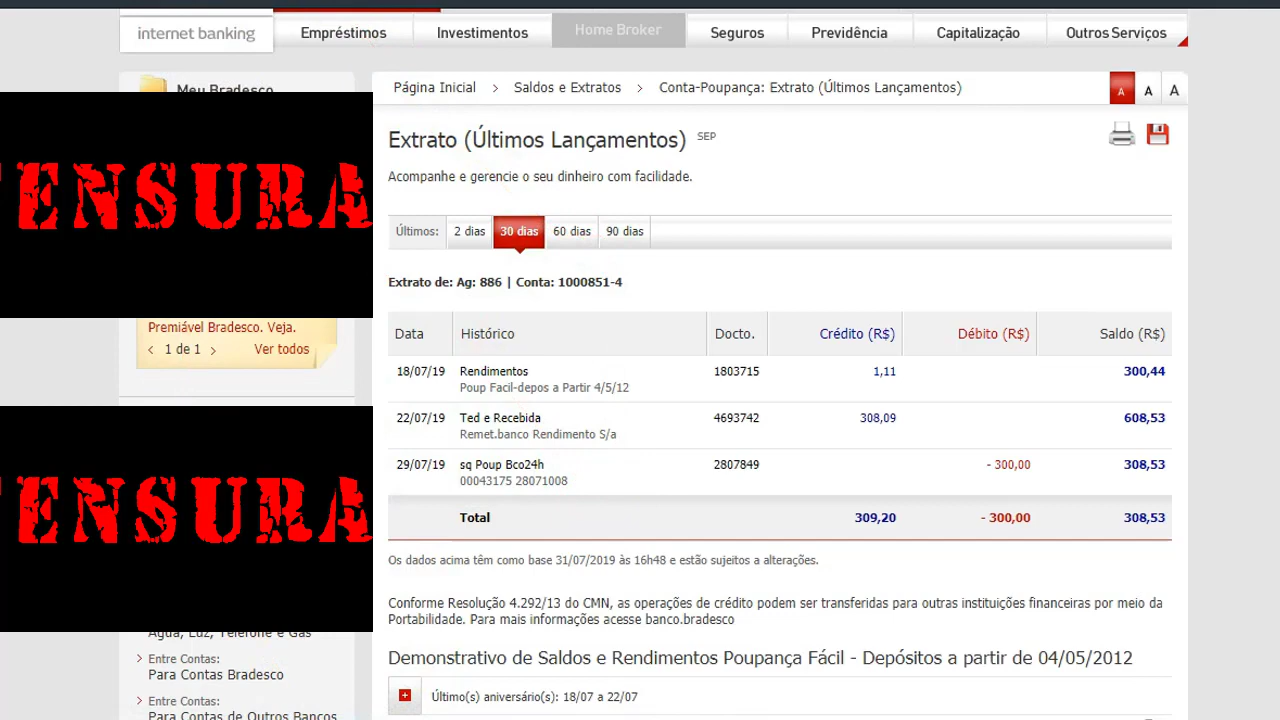 internet banking
Empréstimos
Investimentos
Home Broker
Seguros
Previdência
Capitalização
Outros Serviços
Meu Bradesco
ENSURA
Premiável Bradesco. Veja.
< 1 de 1 > Ver todos
ENSURA
Água, Luz, Telefone e Gás
> Entre Contas:
Para Contas Bradesco
> Entre Contas:
Para Contas de Outros Bancos
Página Inicial > Saldos e Extratos > Conta-Poupança: Extrato (Últimos Lançamentos)
A A A
Extrato (Últimos Lançamentos) SEP
Acompanhe e gerencie o seu dinheiro com facilidade.
Últimos: 2 dias 30 dias 60 dias 90 dias
Extrato de: Ag: 886 | Conta: 1000851-4
Data Histórico Docto. Crédito (R$) Débito (R$) Saldo (R$)
18/07/19 Rendimentos 1803715 1,11 300,44
Poup Facil-depos a Partir 4/5/12
22/07/19 Ted e Recebida 4693742 308,09 608,53
Remet.banco Rendimento S/a
29/07/19 sq Poup Bco24h 2807849 - 300,00 308,53
00043175 28071008
Total 309,20 - 300,00 308,53
Os dados acima têm como base 31/07/2019 às 16h48 e estão sujeitos a alterações.
Conforme Resolução 4.292/13 do CMN, as operações de crédito podem ser transferidas para outras instituições financeiras por meio da
Portabilidade. Para mais informações acesse banco.bradesco
Demonstrativo de Saldos e Rendimentos Poupança Fácil - Depósitos a partir de 04/05/2012
Último(s) aniversário(s): 18/07 a 22/07